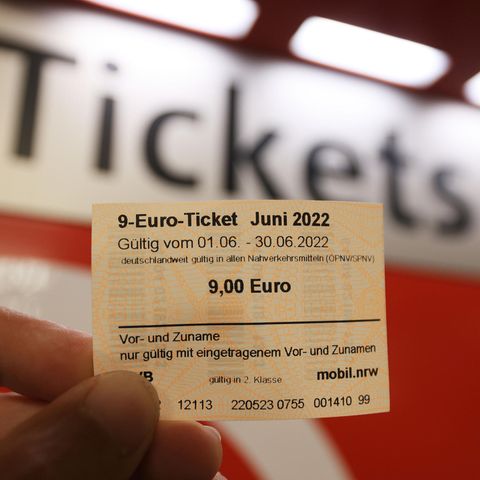 Tickets
9-Euro-Ticket Juni 2022
Gültig vom 01.06. - 30.06.2022
deutschlandweit gültig in allen Nahverkehrsmitteln (ÖPNV/SPNV)
9,00 Euro
Vor- und Zuname
nur gültig mit eingetragenem Vor- und Zunamen
gültig in 2. Klasse mobil.nrw
12113 220523 0755 001410 99